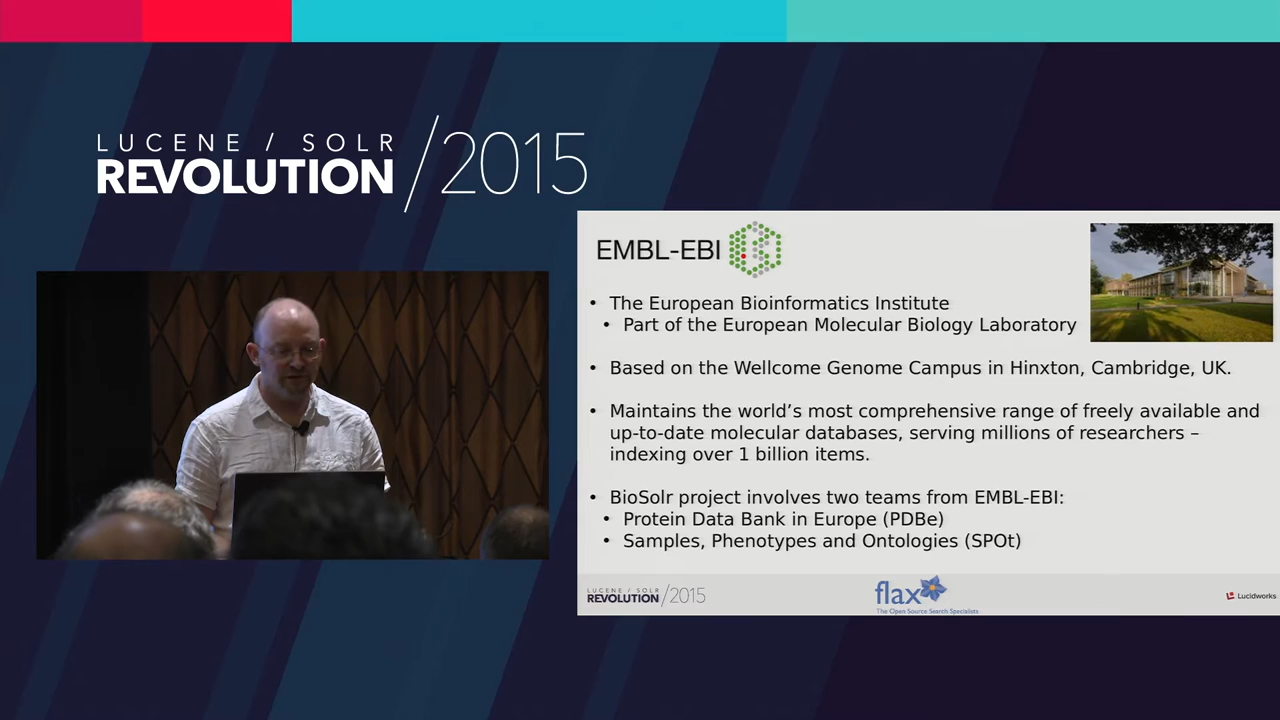 LUCENE / SOLR
REVOLUTION /2015
EMBL-EBI
• The European Bioinformatics Institute
• Part of the European Molecular Biology Laboratory
• Based on the Wellcome Genome Campus in Hinxton, Cambridge, UK.
• Maintains the world’s most comprehensive range of freely available and
up-to-date molecular databases, serving millions of researchers –
indexing over 1 billion items.
• BioSolr project involves two teams from EMBL-EBI:
• Protein Data Bank in Europe (PDBe)
• Samples, Phenotypes and Ontologies (SPOt)
LUCENE / SOLR
REVOLUTION /2015
flax
The Open Source Search Specialists
Lucidworks